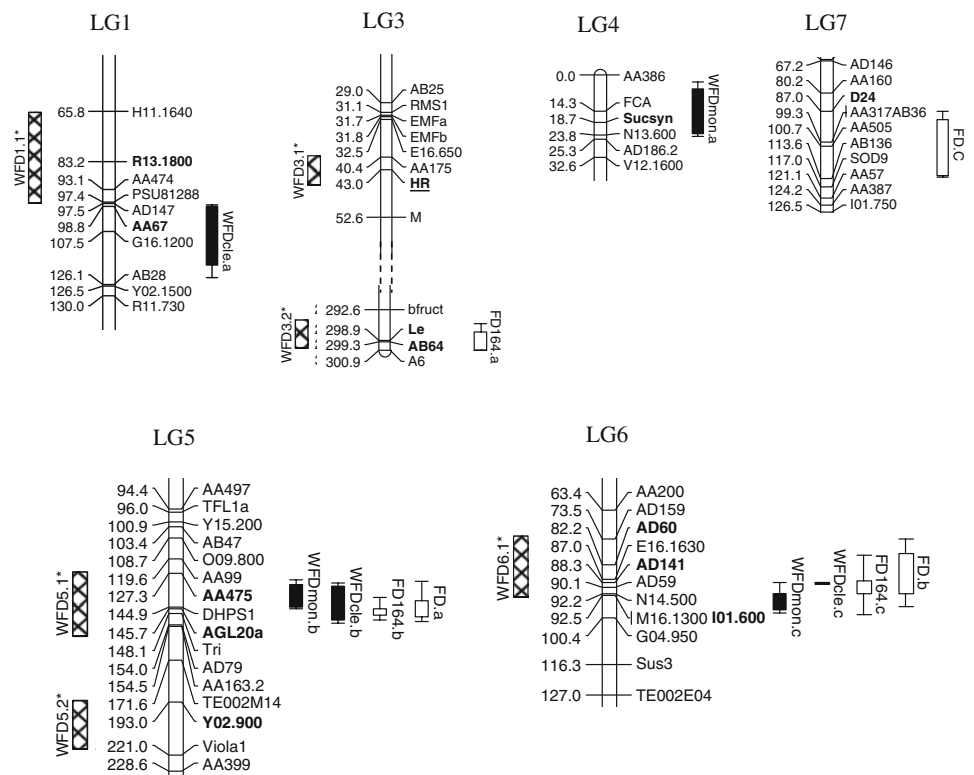 LG1
65.8 H11.1640
83.2 R13.1800
93.1 AA474
97.4 PSU81288
97.5 AD147
98.8 AA67
107.5 G16.1200
126.1 AB28
126.5 Y02.1500
130.0 R11.730
WFD1.1*
WFDcle.a
LG3
29.0 AB25
31.1 RMS1
31.7 EMFa
31.8 EMFb
32.5 E16.650
40.4 AA175
43.0 HR
52.6 M
292.6 bfruct
298.9 Le
299.3 AB64
300.9 A6
WFD3.1*
WFD3.2*
FD164.a
LG4
0.0 AA386
14.3 FCA
18.7 Sucsyn
23.8 N13.600
25.3 AD186.2
32.6 V12.1600
WFDmon.a
LG7
67.2 AD146
80.2 AA160
87.0 D24
99.3 AA317AB36
100.7 AA505
113.6 AB136
117.0 SOD9
121.1 AA57
124.2 AA387
126.5 I01.750
FD.C
LG5
94.4 AA497
96.0 TFL1a
100.9 Y15.200
103.4 AB47
108.7 O09.800
119.6 AA99
127.3 AA475
144.9 DHPS1
145.7 AGL20a
148.1 Tri
154.0 AD79
154.5 AA163.2
171.6 TE002M14
193.0 Y02.900
221.0 Viola1
228.6 AA399
WFD5.1*
WFD5.2*
WFDmon.b
WFDcle.b
FD164.b
FD.a
LG6
63.4 AA200
73.5 AD159
82.2 AD60
87.0 E16.1630
88.3 AD141
90.1 AD59
92.2 N14.500
92.5 M16.1300 I01.600
100.4 G04.950
116.3 Sus3
127.0 TE002E04
WFD6.1*
WFDmon.c
WFDcle.c
FD164.c
FD.b